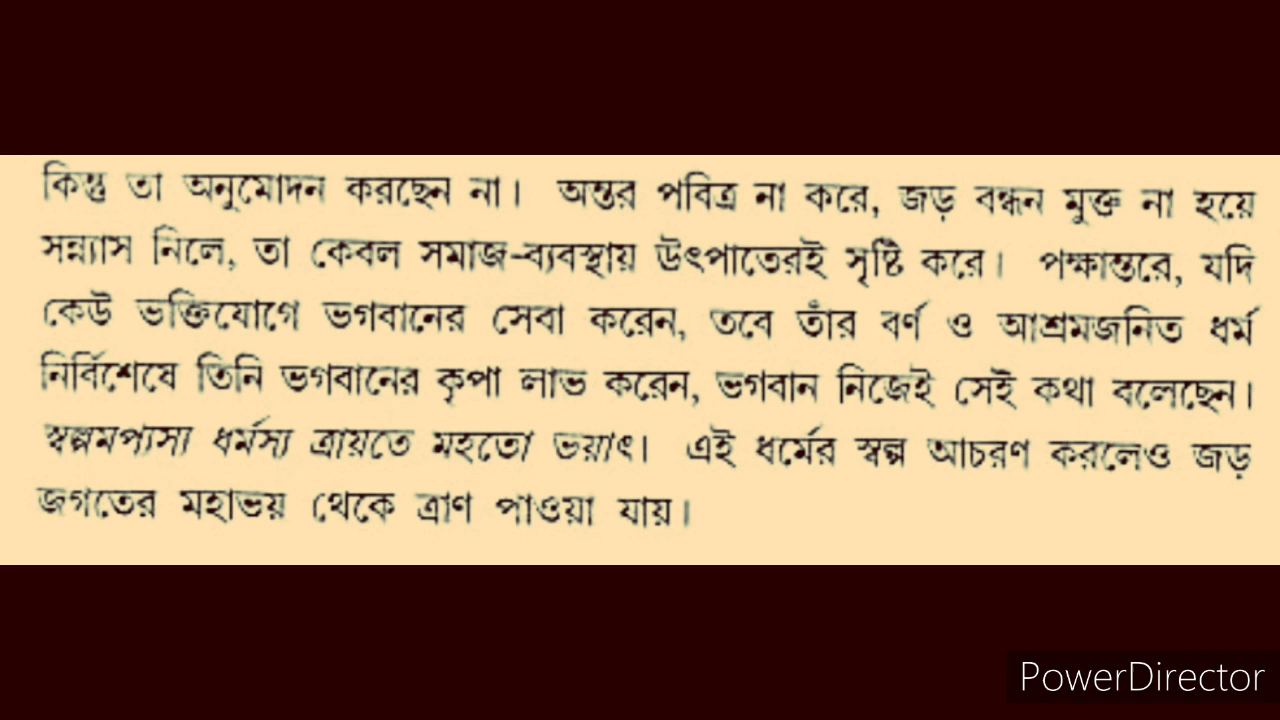 কিন্তু তা অনুমোদন করছেন না। অন্তর পবিত্র না করে, জড় বন্ধন মুক্ত না হয়ে
সন্ন্যাস নিলে, তা কেবল সমাজ-ব্যবস্থায় উৎপাতেরই সৃষ্টি করে। পক্ষান্তরে, যদি
কেউ ভক্তিযোগে ভগবানের সেবা করেন, তবে তাঁর বর্ণ ও আশ্রমজনিত ধর্ম
নির্বিশেষে তিনি ভগবানের কৃপা লাভ করেন, ভগবান নিজেই সেই কথা বলেছেন।
স্বল্পমপ্যস্য ধর্মস্য ত্রায়তে মহতো ভয়াৎ। এই ধর্মের স্বল্প আচরণ করলেও জড়
জগতের মহাভয় থেকে ত্রাণ পাওয়া যায়।
PowerDirector